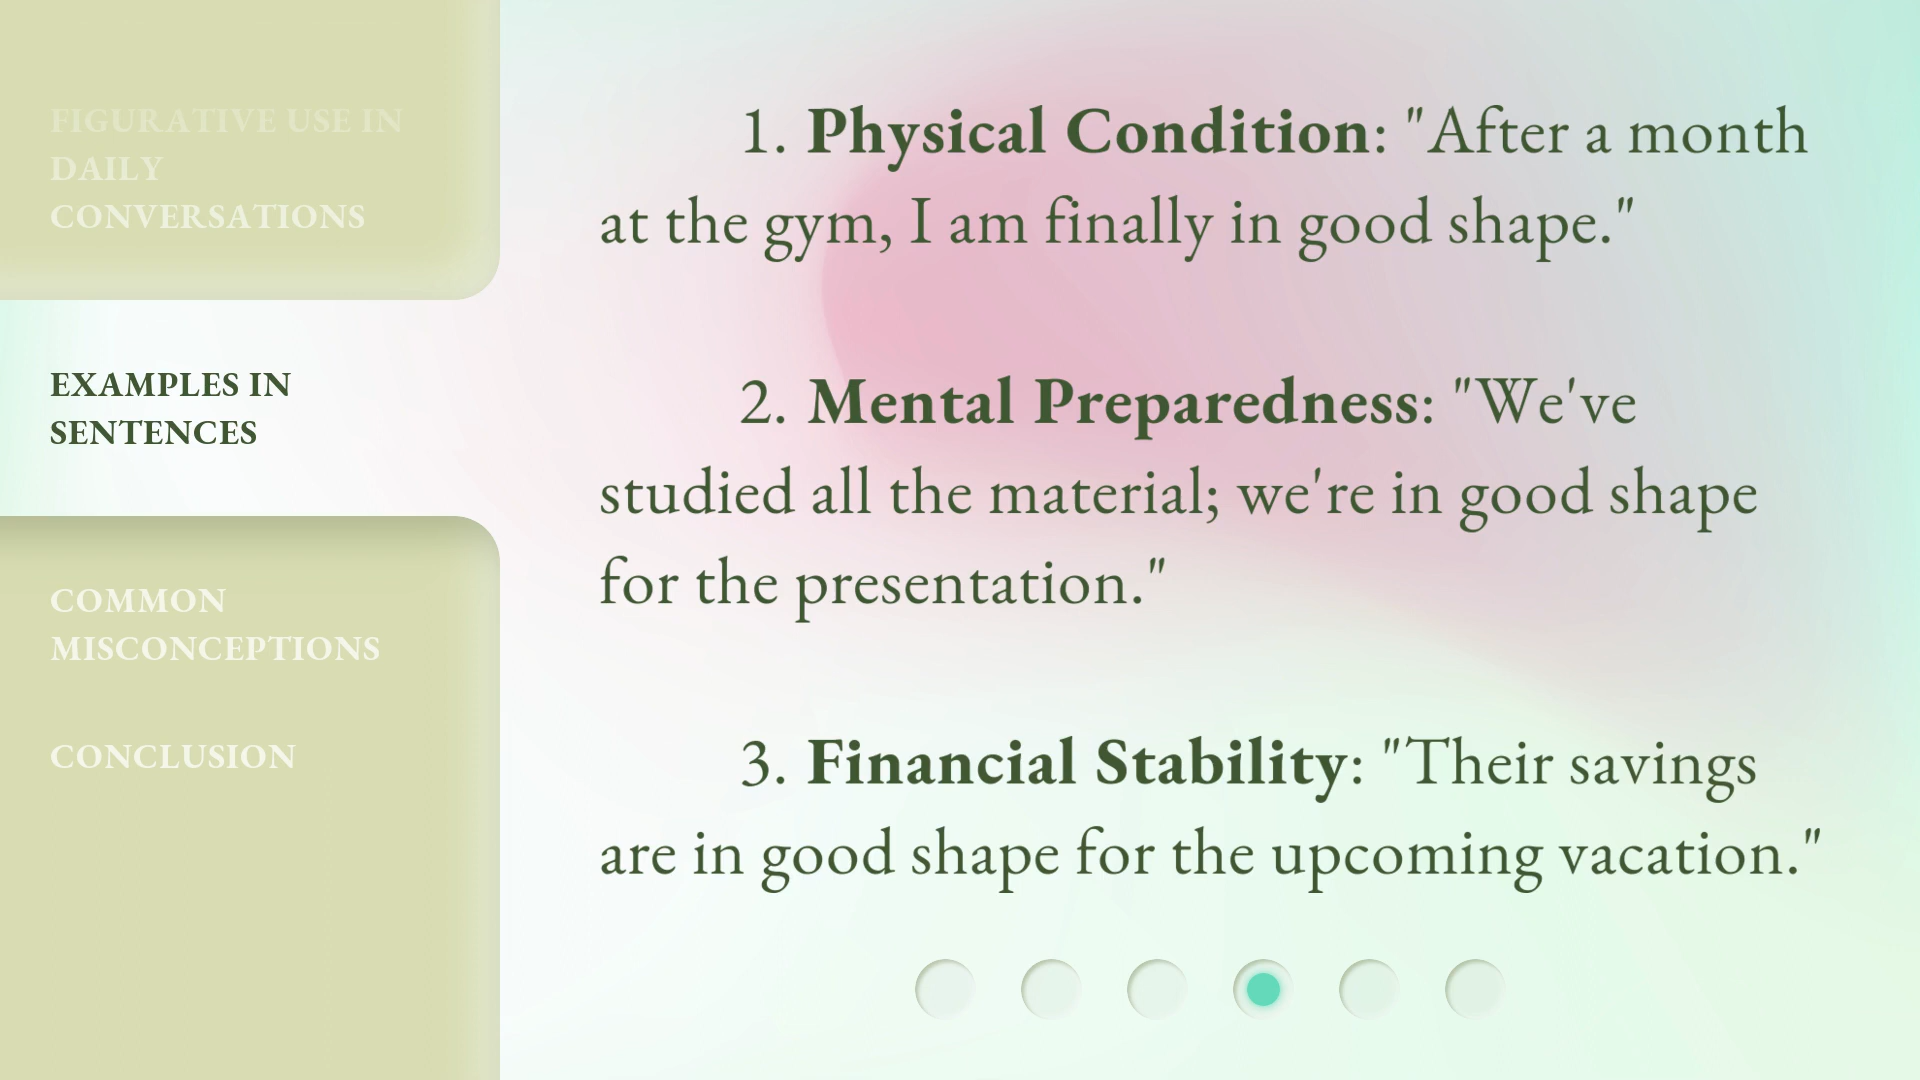 FIGURATIVE USE IN
DAILY
CONVERSATIONS
EXAMPLES IN
SENTENCES
COMMON
MISCONCEPTIONS
CONCLUSION
1. Physical Condition: "After a month
at the gym, I am finally in good shape."
2. Mental Preparedness: "We've
studied all the material; we're in good shape
for the presentation."
3. Financial Stability: "Their savings
are in good shape for the upcoming vacation."